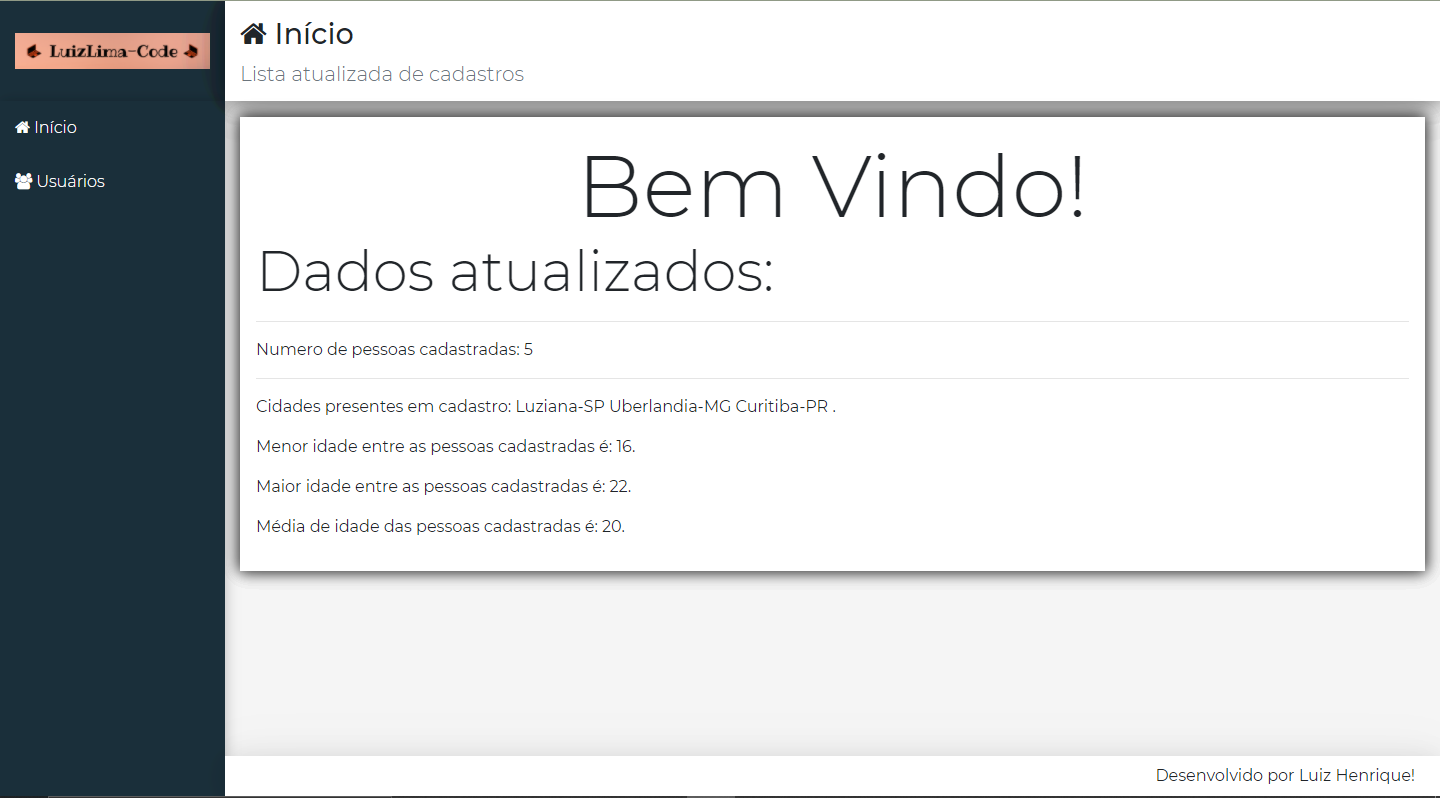 LuizLima-Code
Início
Usuários
Início
Lista atualizada de cadastros
Bem Vindo!
Dados atualizados:
Numero de pessoas cadastradas: 5
Cidades presentes em cadastro: Luziana-SP Uberlandia-MG Curitiba-PR .
Menor idade entre as pessoas cadastradas é: 16.
Maior idade entre as pessoas cadastradas é: 22.
Média de idade das pessoas cadastradas é: 20.
Desenvolvido por Luiz Henrique!